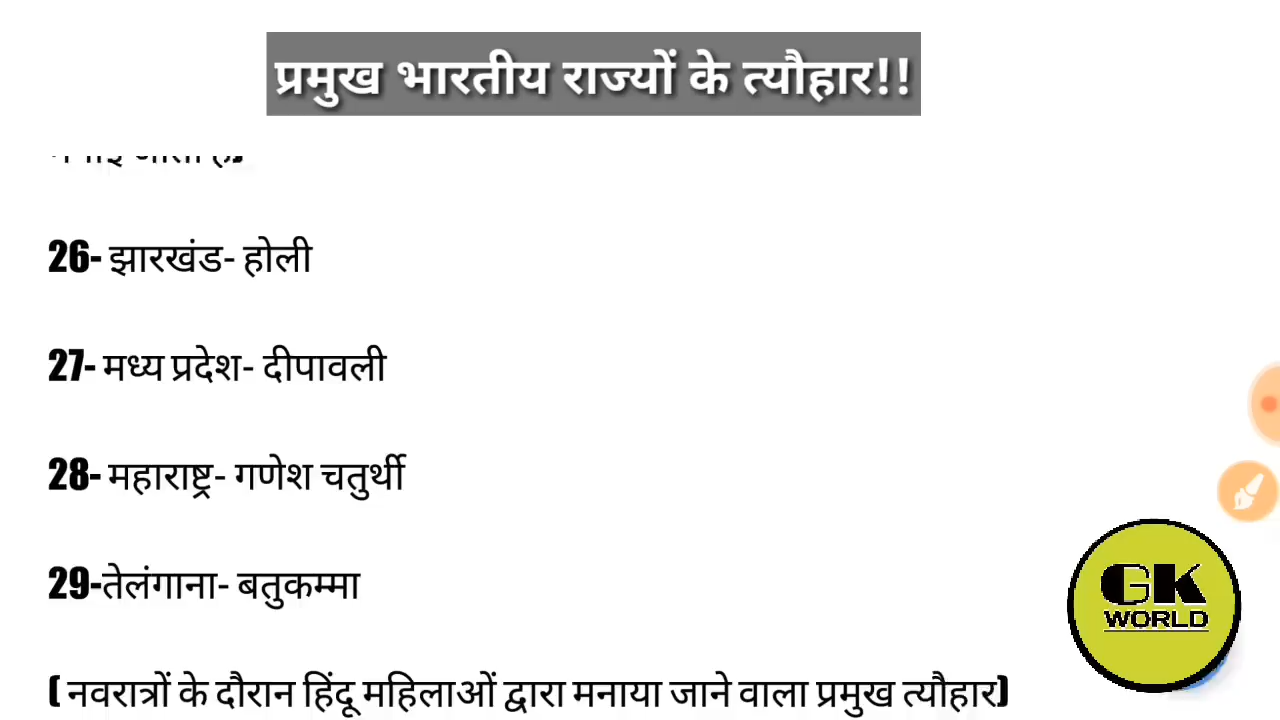 प्रमुख भारतीय राज्यों के त्यौहार!!
26- झारखंड- होली
27- मध्य प्रदेश- दीपावली
28- महाराष्ट्र- गणेश चतुर्थी
29-तेलंगाना- बतुकम्मा
( नवरात्रों के दौरान हिंदू महिलाओं द्वारा मनाया जाने वाला प्रमुख त्यौहार)
GK
WORLD